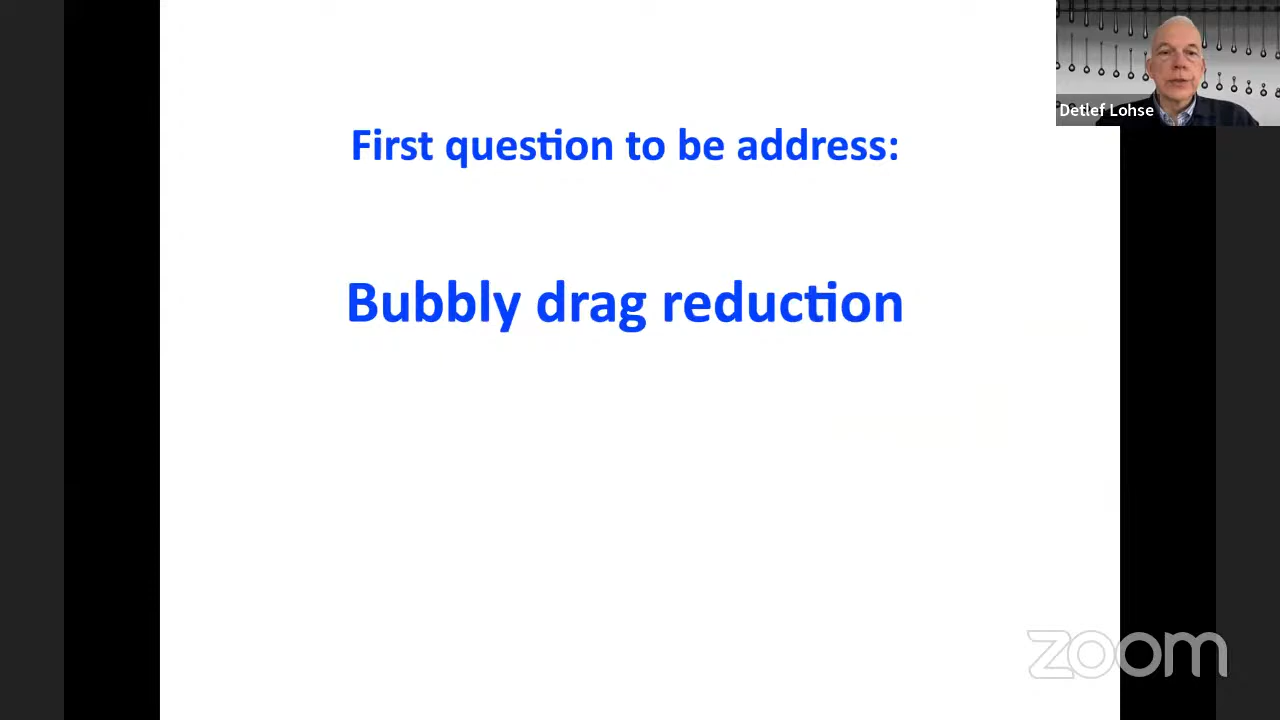 First question to be address:
Bubbly drag reduction
Detlef Lohse
zoom